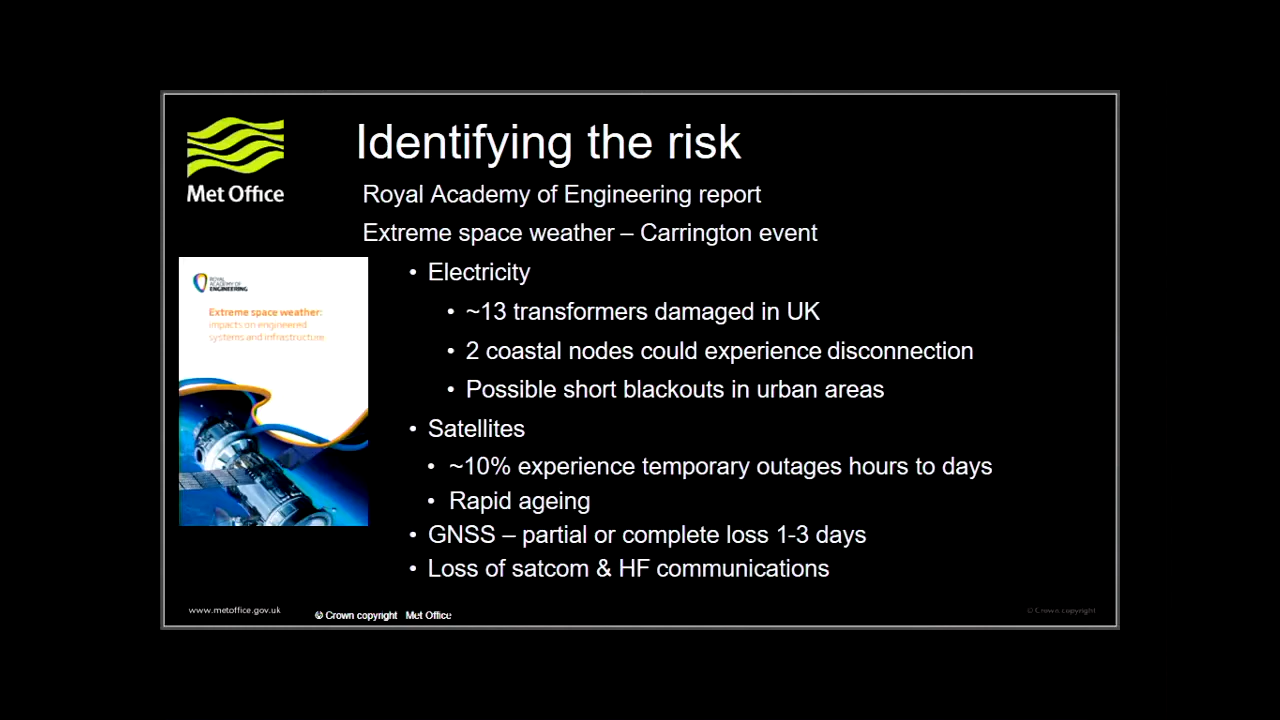 Met Office
Identifying the risk
Royal Academy of Engineering report
Extreme space weather – Carrington event
ROYAL
ACADEMY OF
ENGINEERING
Extreme space weather:
impacts on engineered
systems and infrastructure
• Electricity
• ~13 transformers damaged in UK
• 2 coastal nodes could experience disconnection
• Possible short blackouts in urban areas
• Satellites
• ~10% experience temporary outages hours to days
• Rapid ageing
• GNSS – partial or complete loss 1-3 days
• Loss of satcom & HF communications
www.metoffice.gov.uk
© Crown copyright Met Office
© Crown copyright